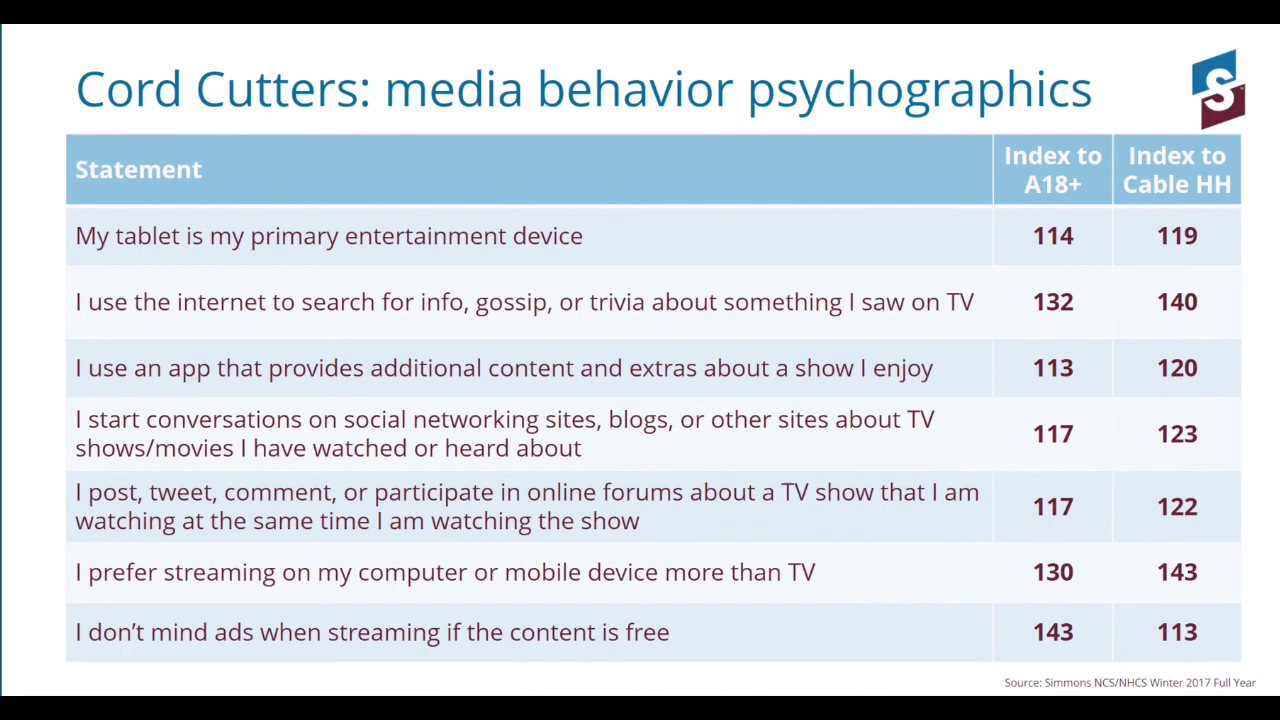 Cord Cutters: media behavior psychographics
S
Statement
Index to
A18+
Index to
Cable HH
My tablet is my primary entertainment device
114
119
I use the internet to search for info, gossip, or trivia about something I saw on TV
132
140
I use an app that provides additional content and extras about a show I enjoy
113
120
I start conversations on social networking sites, blogs, or other sites about TV
shows/movies I have watched or heard about
117
123
I post, tweet, comment, or participate in online forums about a TV show that I am
watching at the same time I am watching the show
117
122
I prefer streaming on my computer or mobile device more than TV
130
143
I don’t mind ads when streaming if the content is free
143
113
Source: Simmons NCS/NHCS Winter 2017 Full Year